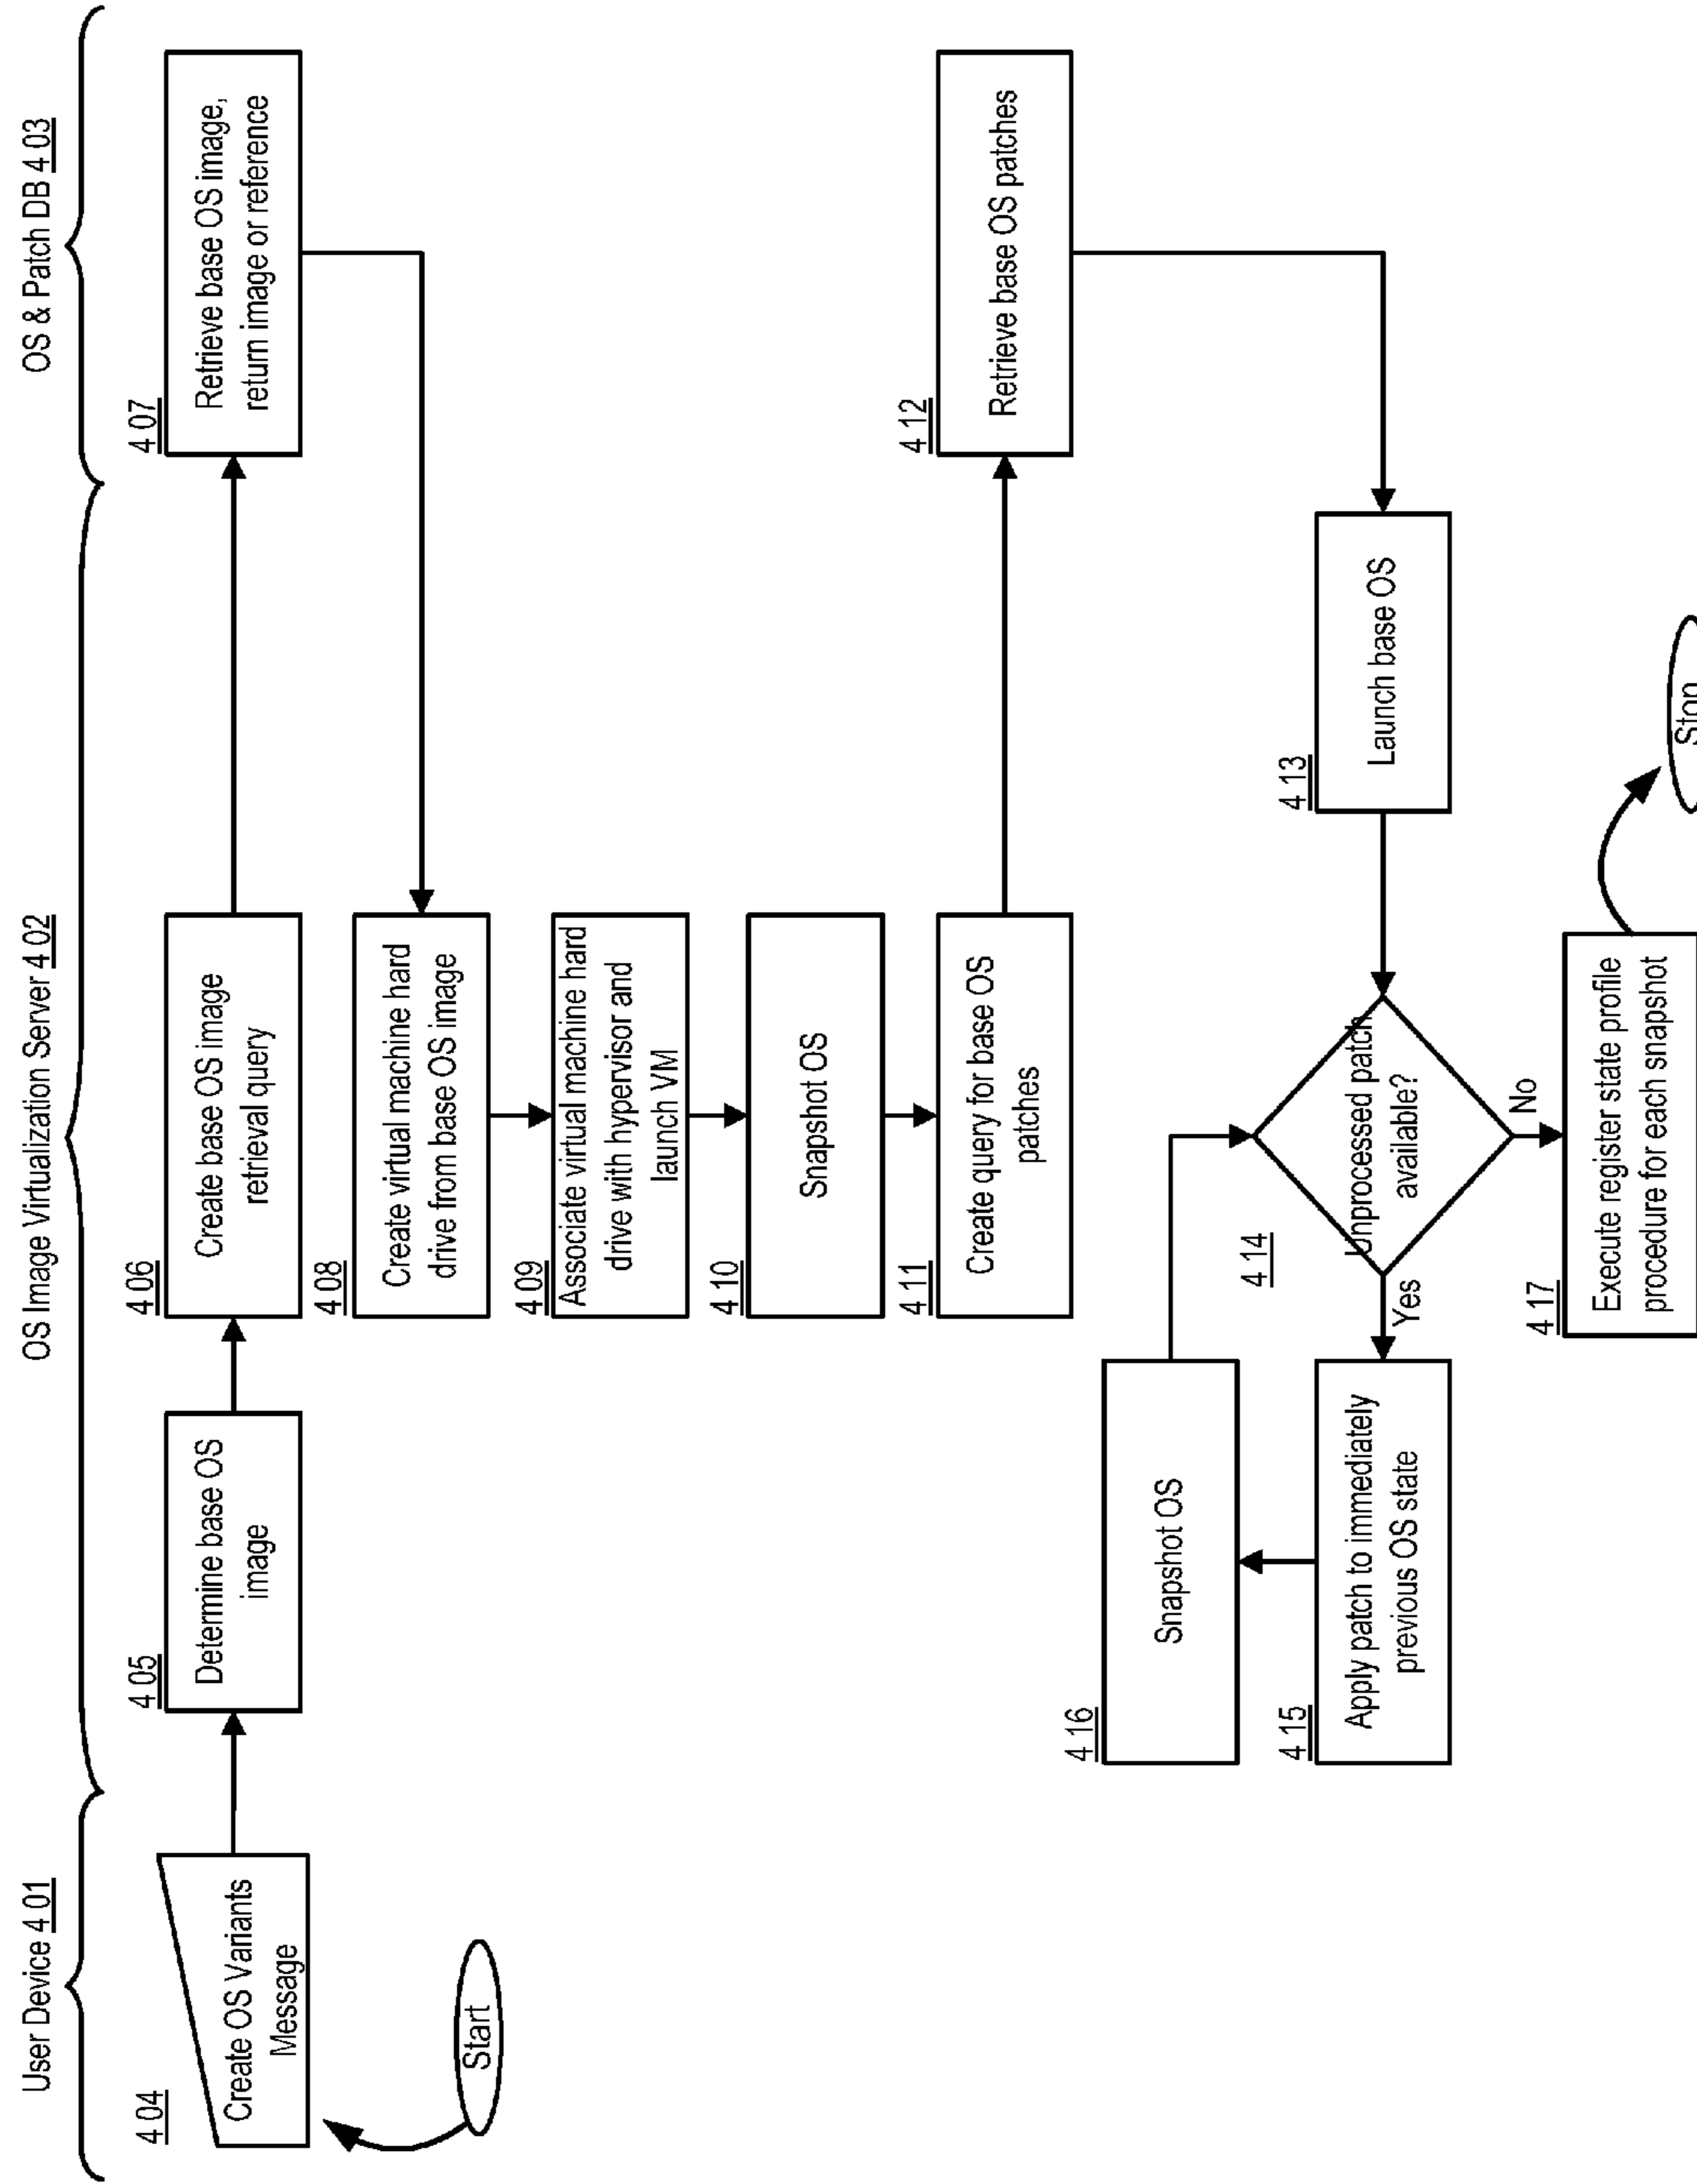 User Device 4 01
OS Image Virtualization Server 4 02
OS & Patch DB 4 03
4 04
Create OS Variants
Message
Start
4 05
Determine base OS
image
4 06
Create base OS image
retrieval query
4 07
Retrieve base OS image,
return image or reference
4 08
Create virtual machine hard
drive from base OS image
4 09
Associate virtual machine hard
drive with hypervisor and
launch VM
4 10
Snapshot OS
4 11
Create query for base OS
patches
4 12
Retrieve base OS patches
4 13
Launch base OS
4 14
Unprocessed patch
available?
Yes
No
4 15
Apply patch to immediately
previous OS state
4 16
Snapshot OS
4 17
Execute register state profile
procedure for each snapshot
Stop